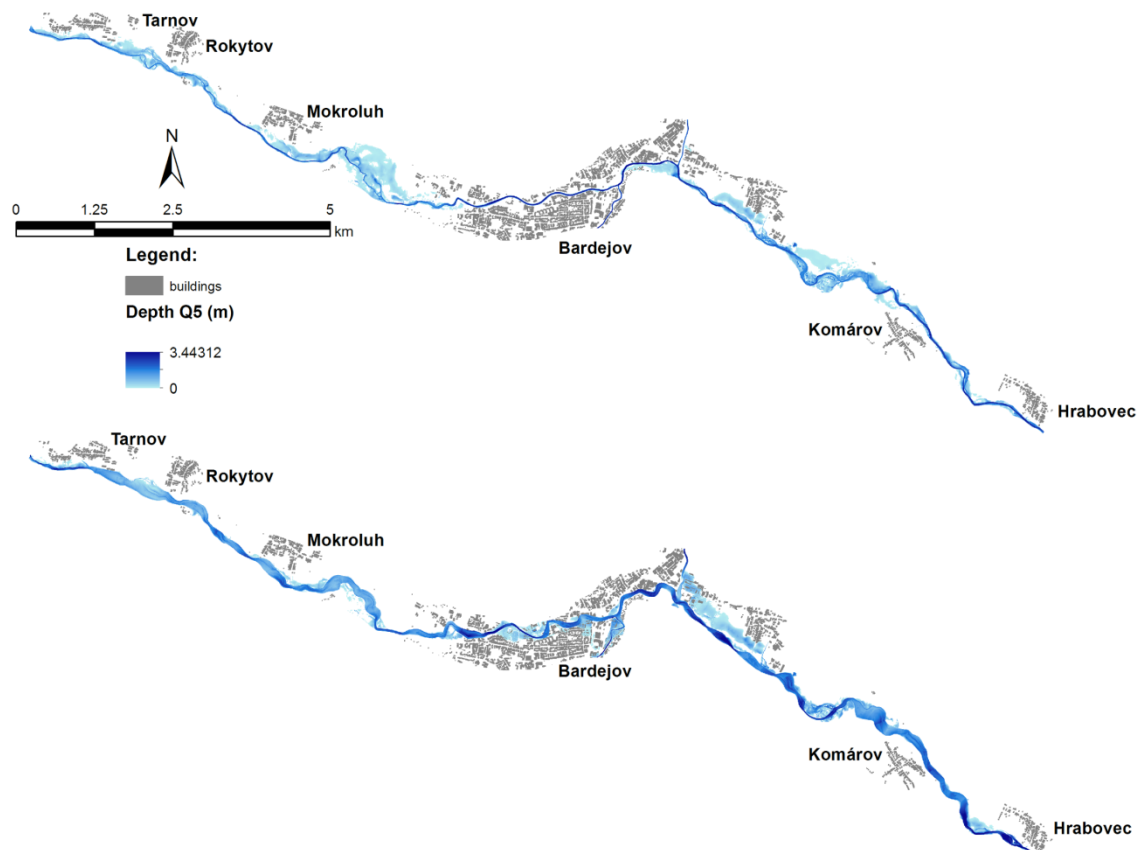 Tarnov
Rokytov
Mokroluh
N
0 1.25 2.5 5
km
Legend:
buildings
Depth Q5 (m)
3.44312
0
Bardejov
Komárov
Hrabovec
Tarnov
Rokytov
Mokroluh
Bardejov
Komárov
Hrabovec